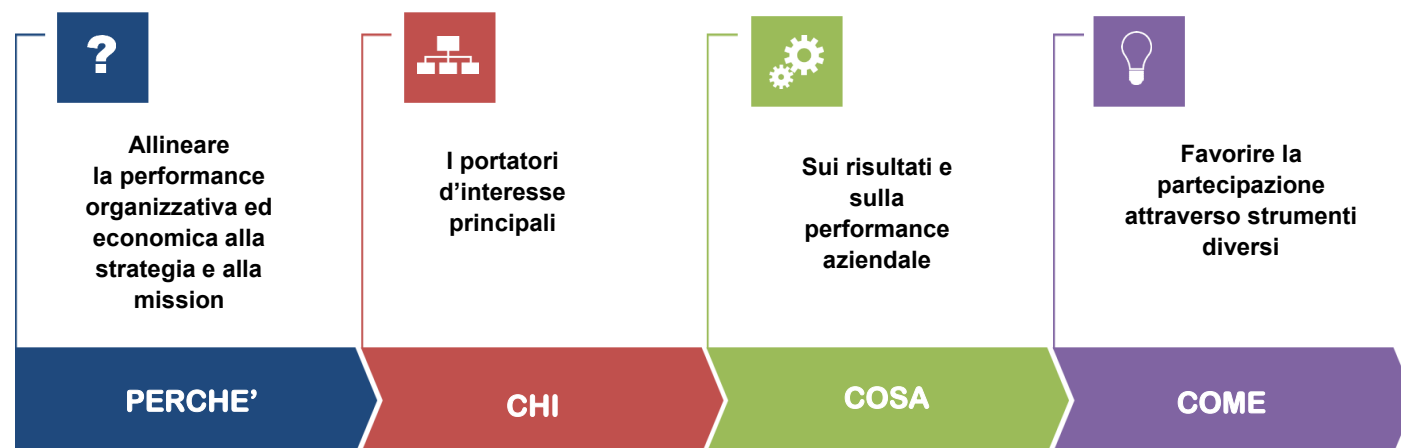 ?
Allineare
la performance
organizzativa ed
economica alla
strategia e alla
mission
PERCHE’
I portatori
d’interesse
principali
CHI
Sui risultati e
sulla
performance
aziendale
COSA
Favorire la
partecipazione
attraverso strumenti
diversi
COME